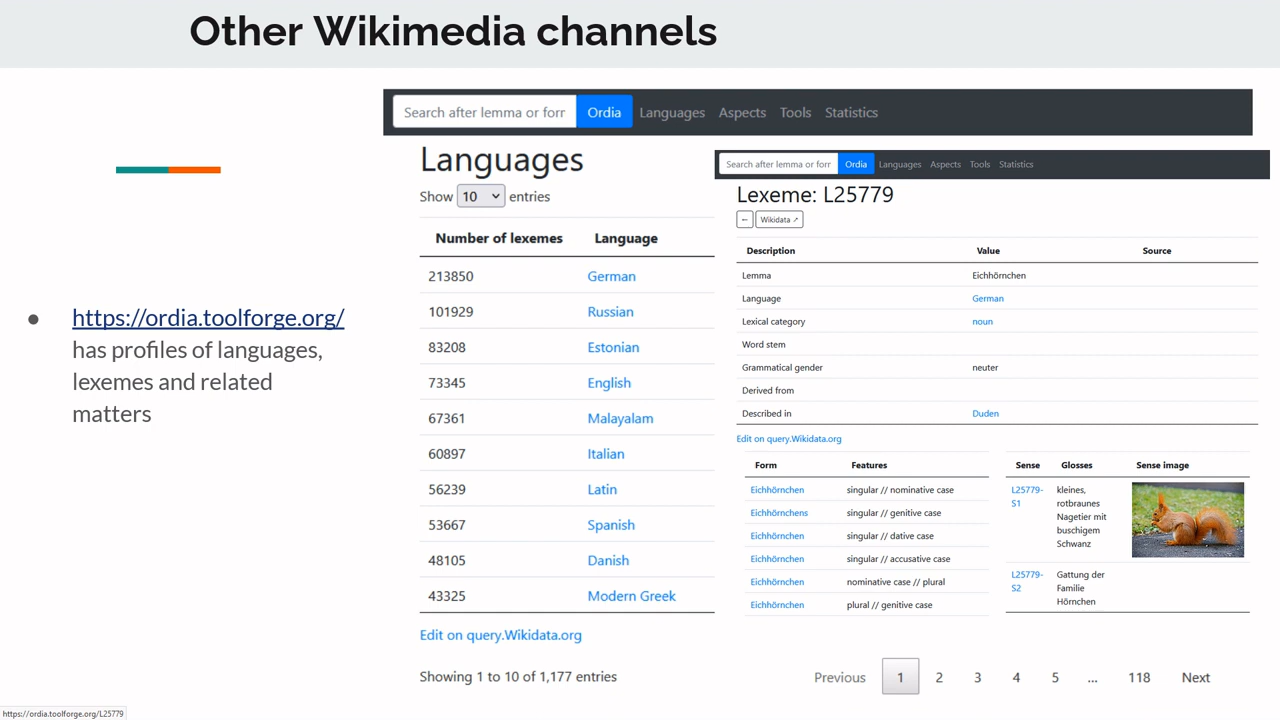 Other Wikimedia channels
● https://ordia.toolforge.org/
has profiles of languages,
lexemes and related
matters
Search after lemma or forr Ordia Languages Aspects Tools Statistics
Languages
Show 10 entries
Number of lexemes Language
213850 German
101929 Russian
83208 Estonian
73345 English
67361 Malayalam
60897 Italian
56239 Latin
53667 Spanish
48105 Danish
43325 Modern Greek
Edit on query.Wikidata.org
Showing 1 to 10 of 1,177 entries
Previous 1 2 3 4 5 ... 118 Next
Search after lemma or forr Ordia Languages Aspects Tools Statistics
Lexeme: L25779
← Wikidata ↗
Description Value Source
Lemma Eichhörnchen
Language German
Lexical category noun
Word stem
Grammatical gender neuter
Derived from
Described in Duden
Edit on query.Wikidata.org
Form Features
Eichhörnchen singular // nominative case
Eichhörnchens singular // genitive case
Eichhörnchen singular // dative case
Eichhörnchen singular // accusative case
Eichhörnchen nominative case // plural
Eichhörnchen plural // genitive case
Sense Glosses Sense image
L25779-
S1
kleines,
rotbraunes
Nagetier mit
buschigem
Schwanz
L25779-
S2
Gattung der
Familie
Hörnchen
https://ordia.toolforge.org/L25779